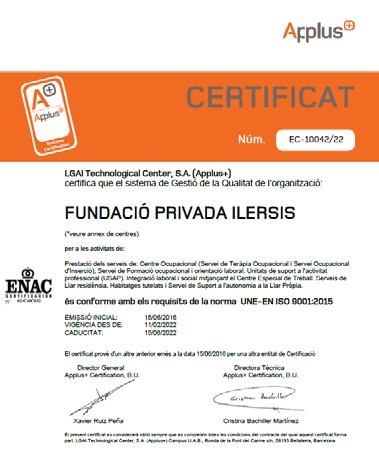 Applus+
A+
Applus+
Sistema
Certificatiu
CERTIFICAT
Núm.
EC-10042/22
LGAI Technological Center, S.A. (Applus+)
certifica que el sistema de Gestió de la Qualitat de l'organització:
FUNDACIÓ PRIVADA ILERSIS
(*veure annex de centres)
per a les activitats de:
Prestació dels serveis de: Centre Ocupacional (Servei de Teràpia Ocupacional i Servei Ocupacional
d'Inserció), Servei de Formació ocupacional i orientació laboral. Unitats de suport a l'activitat
professional (USAP). Integració laboral i social mitjançant el Centre Especial de Treball. Serveis de
Llar residència. Habitatges tutelats i Servei de Suport a l'autonomia a la Llar Pròpia.
ENAC
CERTIFICACIÓN
és conforme amb els requisits de la norma UNE-EN ISO 9001:2015
EMISSIÓ INICIAL: 15/06/2016
VIGÈNCIA DES DE: 11/02/2022
CADUCITAT: 15/06/2022
El certificat prové d'un altre anterior emès a la data 15/06/2016 per una altra entitat de Certificació
Director General
Applus+ Certification, B.U.
Directora Tècnica
Applus+ Certification, B.U.
Xavier Ruiz Peña
Cristina Bachiller Martínez
El present certificat es considerarà vàlid sempre que es compleixin totes les condicions del contracte del qual aquest certificat forma
part. LGAI Technological Center, S.A. (Applus+) Campus U.A.B., Ronda de la Font del Carme, s/n, 08193 Bellaterra, Barcelona